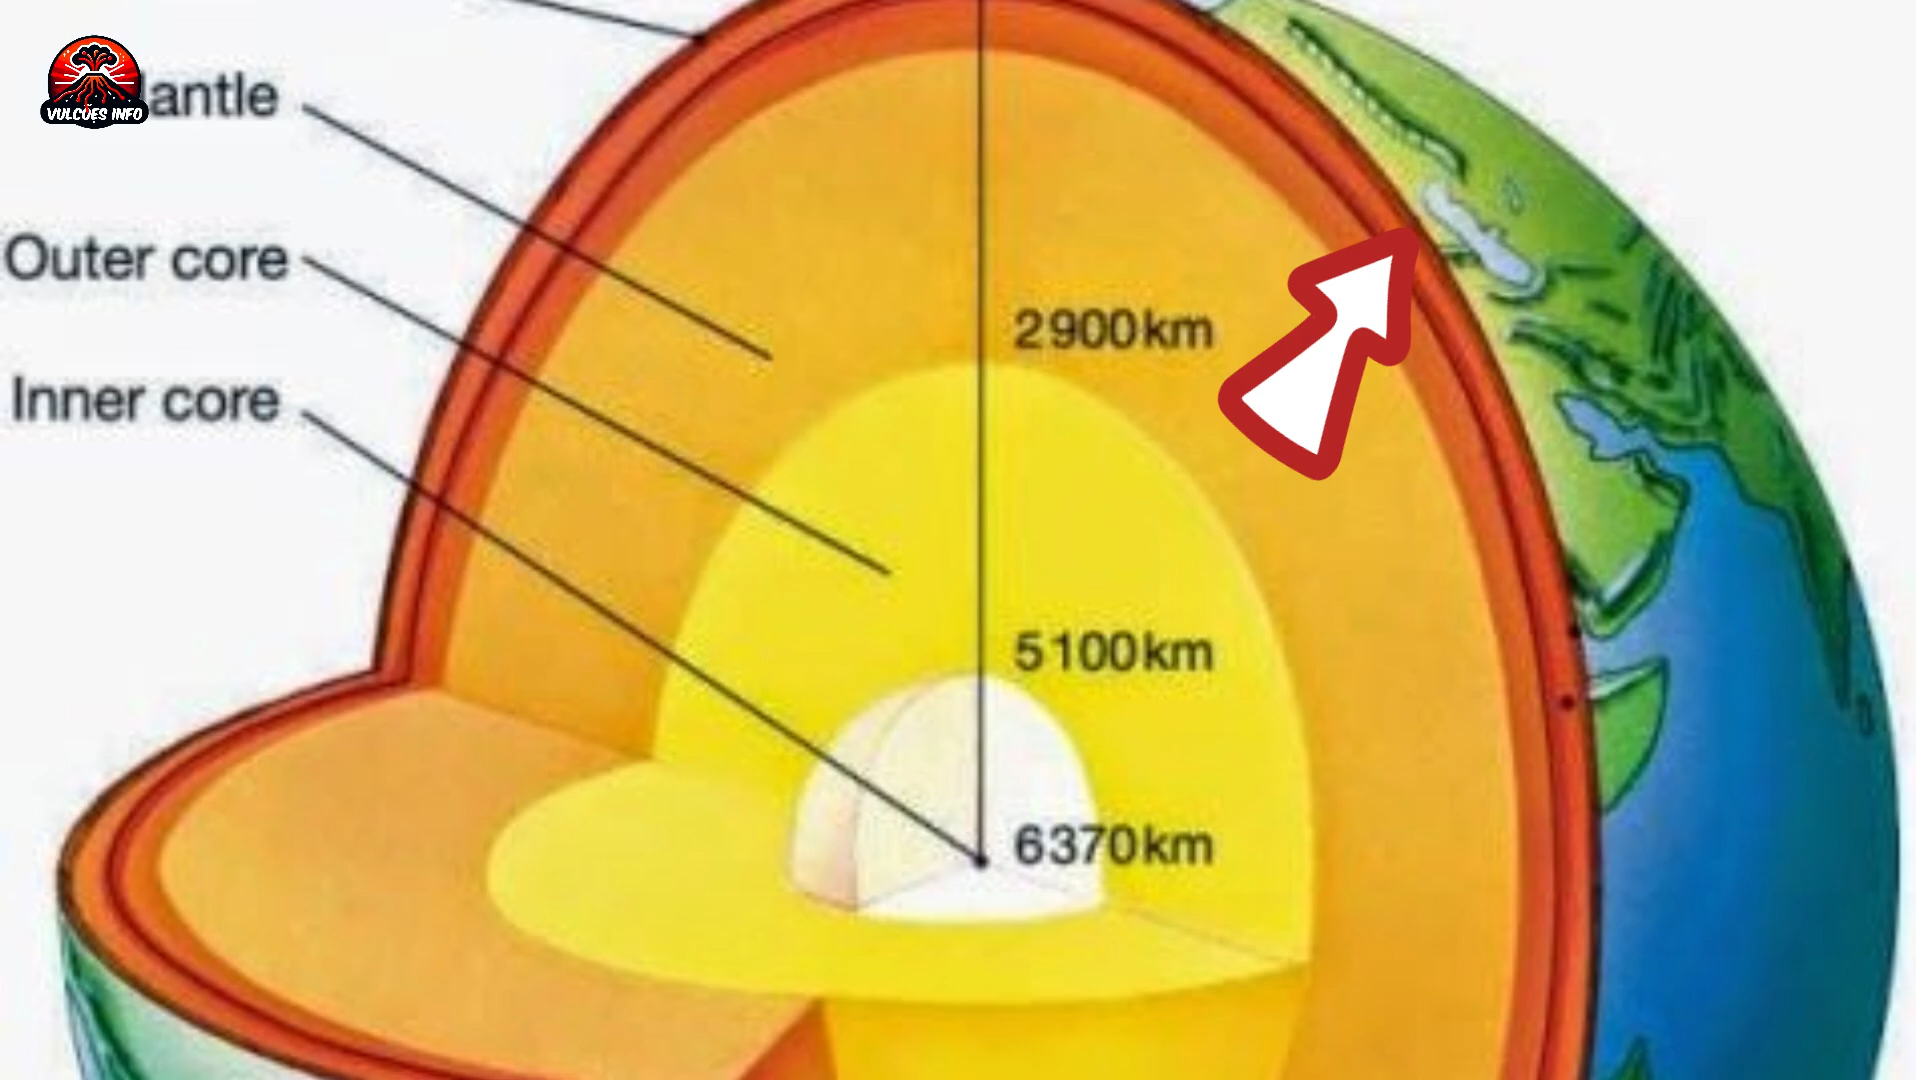 VULCÕES INFO
antle
Outer core
Inner core
2900km
5100km
6370km